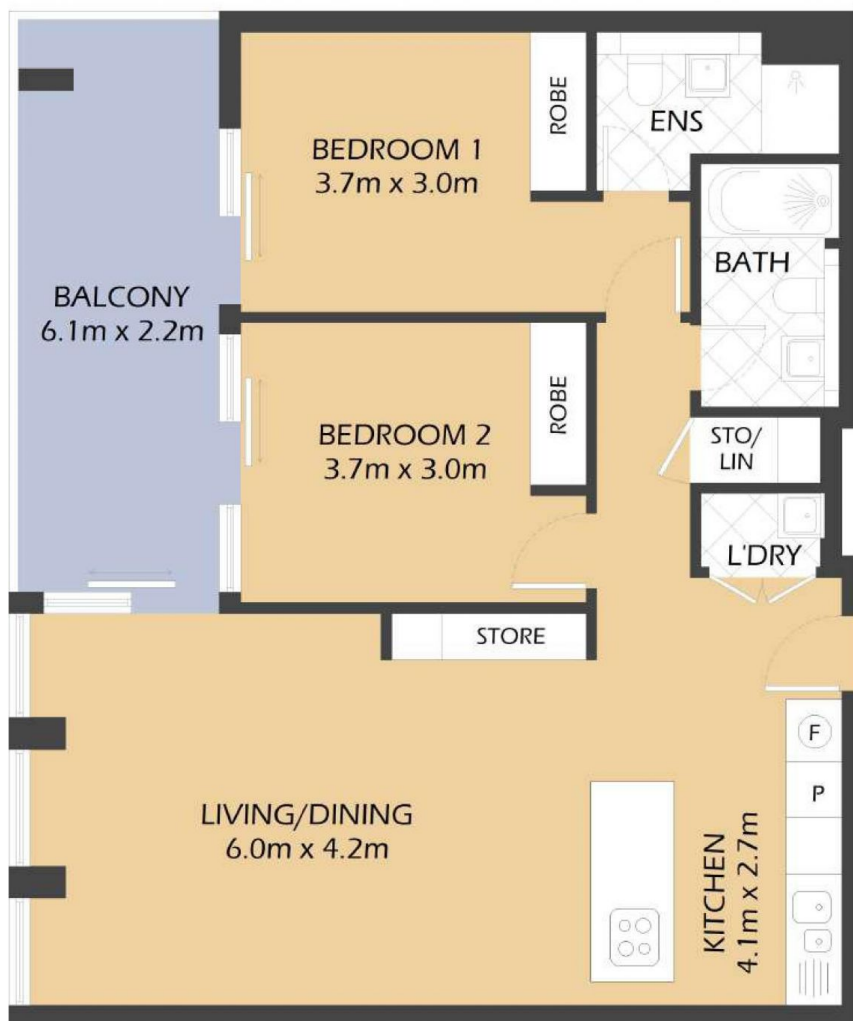 BEDROOM 1
3.7m x 3.0m
ROBE
ENS
BATH
BALCONY
6.1m x 2.2m
BEDROOM 2
3.7m x 3.0m
ROBE
STO/
LIN
L'DRY
STORE
F
P
LIVING/DINING
6.0m x 4.2m
KITCHEN
4.1m x 2.7m